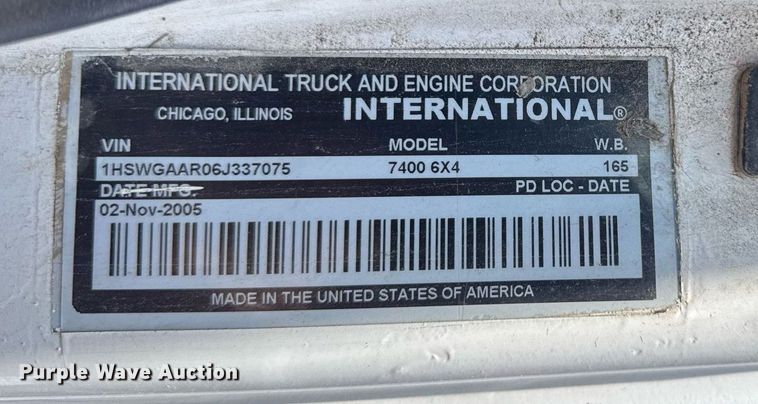 INTERNATIONAL TRUCK AND ENGINE CORPORATION
CHICAGO, ILLINOIS INTERNATIONAL®
VIN MODEL W.B.
1HSWGAAR06J337075 7400 6X4 165
DATE MFG. PD LOC - DATE
02-Nov-2005
MADE IN THE UNITED STATES OF AMERICA
Purple Wave Auction